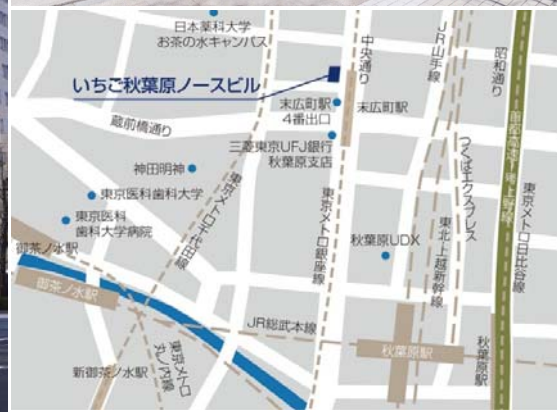 日本薬科大学
お茶の水キャンパス
いちご秋葉原ノースビル
中央通り
JR山手線
昭和通り
蔵前橋通り
末広町駅
4番出口
末広町駅
三菱東京UFJ銀行
秋葉原支店
神田明神
東京医科歯科大学
東京医科
歯科大学病院
東京メトロ千代田線
東京メトロ銀座線
秋葉原UDX
つくばエクスプレス
東北上越新幹線
首都高速1号上野線
東京メトロ日比谷線
御茶ノ水駅
御茶ノ水駅
JR総武本線
秋葉原駅
秋葉原駅
新御茶ノ水駅
東京メトロ
丸ノ内線